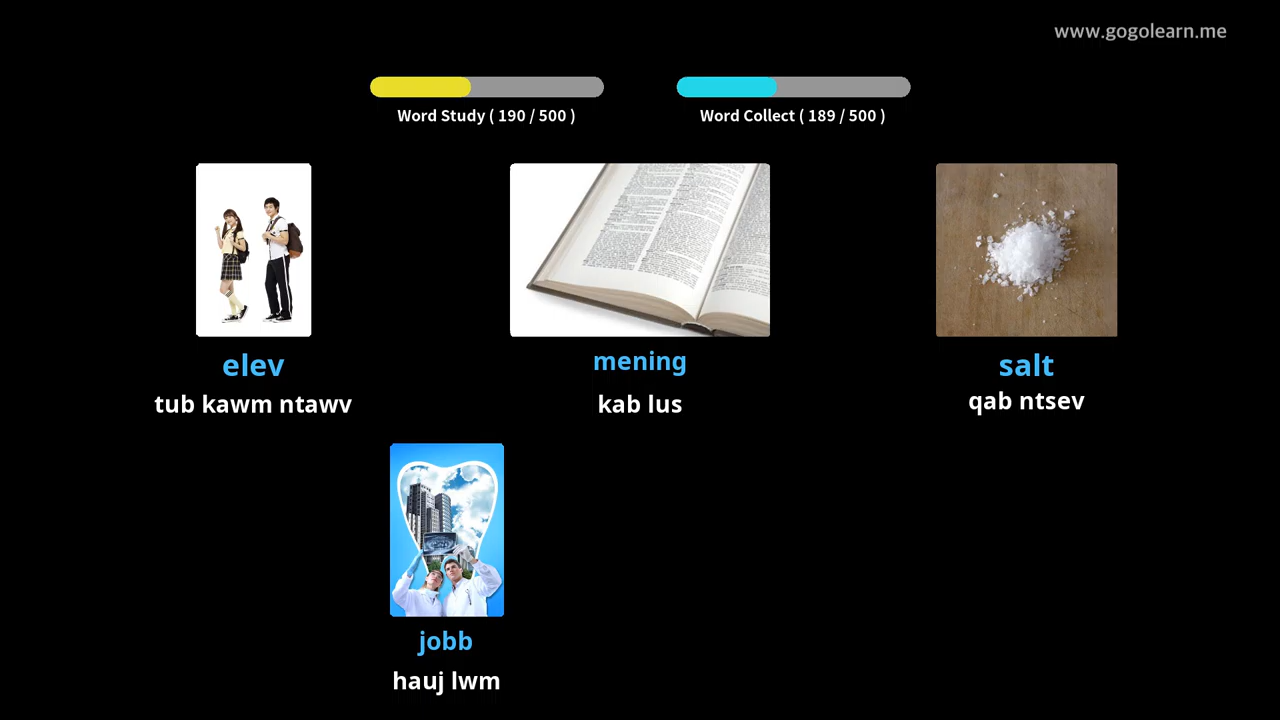 www.gogolearn.me
Word Study ( 190 / 500 )
Word Collect ( 189 / 500 )
elev
tub kawm ntawv
mening
kab lus
salt
qab ntsev
jobb
hauj lwm